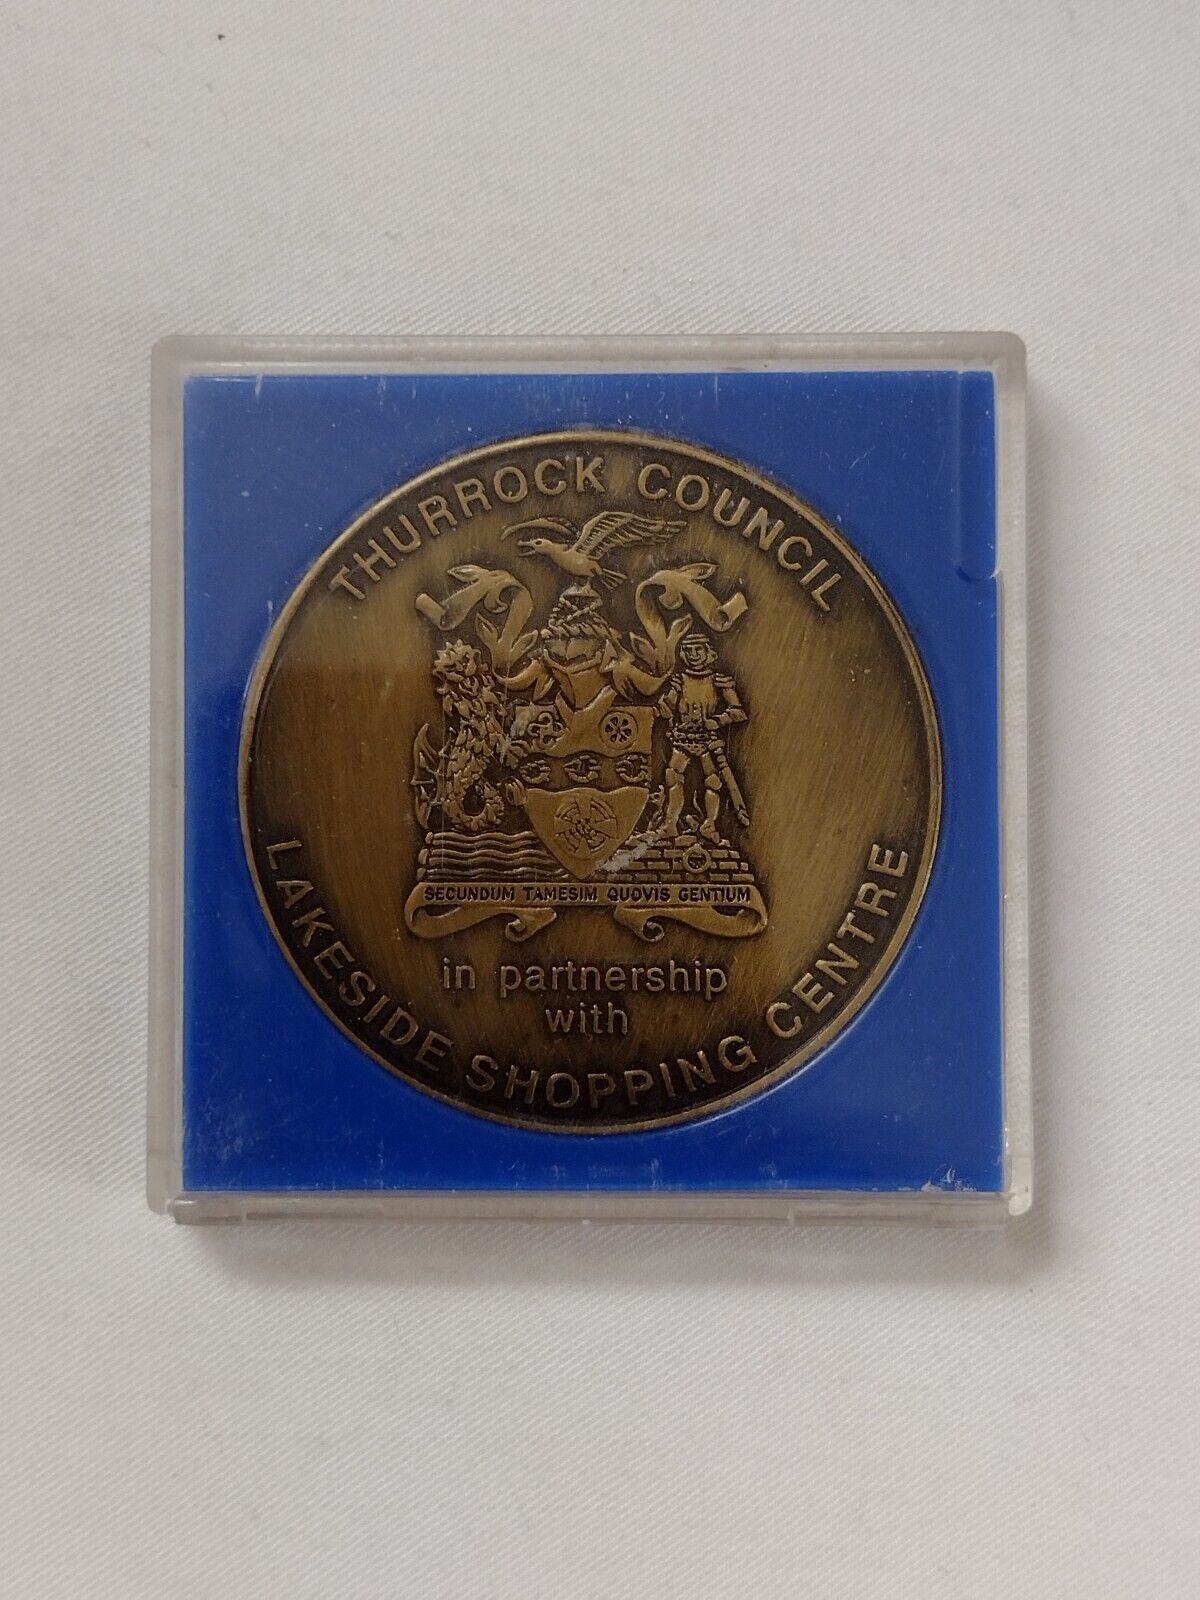 THURROCK COUNCIL
SECUNDUM TAMESIM QUOVIS GENTIUM
in partnership
with
LAKESIDE SHOPPING CENTRE